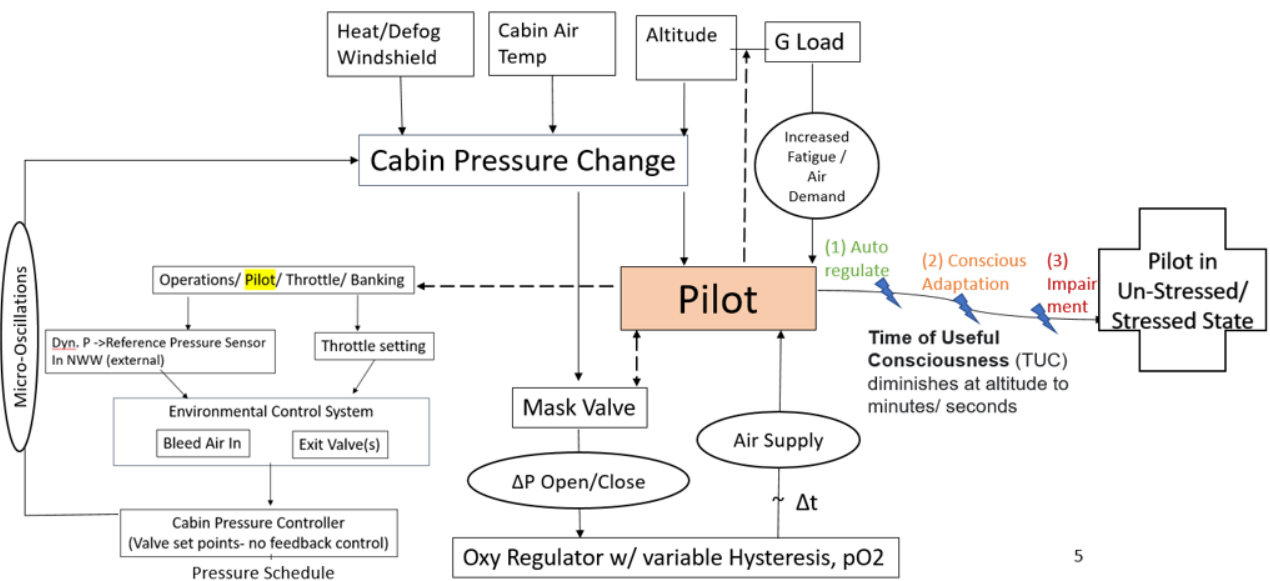 Heat/Defog
Windshield
Cabin Air
Temp
Altitude
G Load
Increased
Fatigue /
Air
Demand
Cabin Pressure Change
Micro-Oscillations
Operations/ Pilot/ Throttle/ Banking
Dyn. P ->Reference Pressure Sensor
In NWW (external)
Throttle setting
Environmental Control System
Bleed Air In
Exit Valve(s)
Cabin Pressure Controller
(Valve set points- no feedback control)
Pressure Schedule
Pilot
Mask Valve
ΔP Open/Close
Air Supply
~ Δt
Oxy Regulator w/ variable Hysteresis, pO2
(1) Auto
regulate
(2) Conscious
Adaptation
(3)
Impair
ment
Time of Useful
Consciousness (TUC)
diminishes at altitude to
minutes/ seconds
Pilot in
Un-Stressed/
Stressed State
5